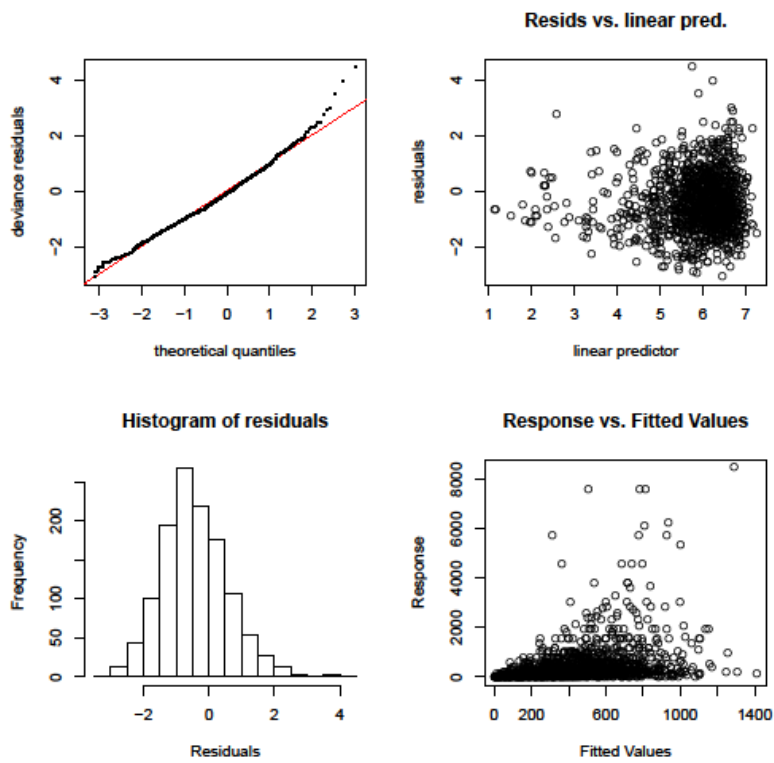 Resids vs. linear pred.
deviance residuals
−2 0 2 4
−3 −2 −1 0 1 2 3
theoretical quantiles
residuals
−2 0 2 4
1 2 3 4 5 6 7
linear predictor
Histogram of residuals
Frequency
0 50 100 200
−2 0 2 4
Residuals
Response vs. Fitted Values
Response
0 2000 4000 6000 8000
0 200 600 1000 1400
Fitted Values